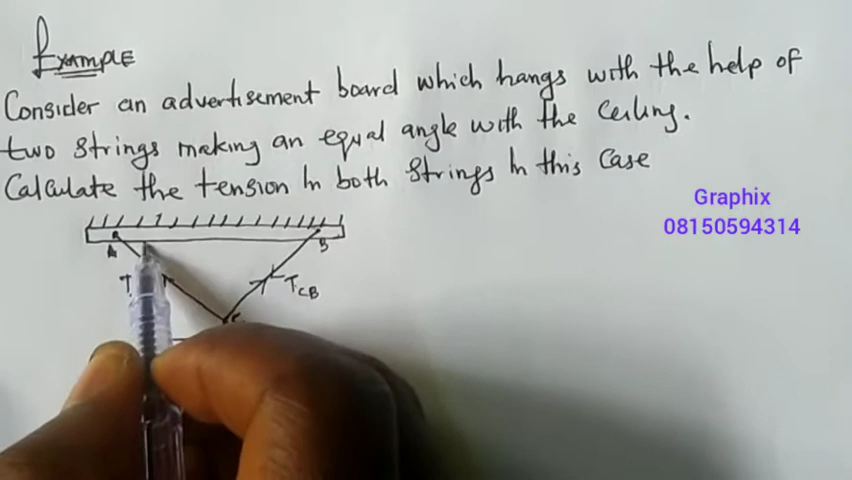 EXAMPLE
Consider an advertisement board which hangs with the help of
two strings making an equal angle with the ceiling.
Calculate the tension in both strings in this case
Graphix
08150594314
A
B
T
TCB
C